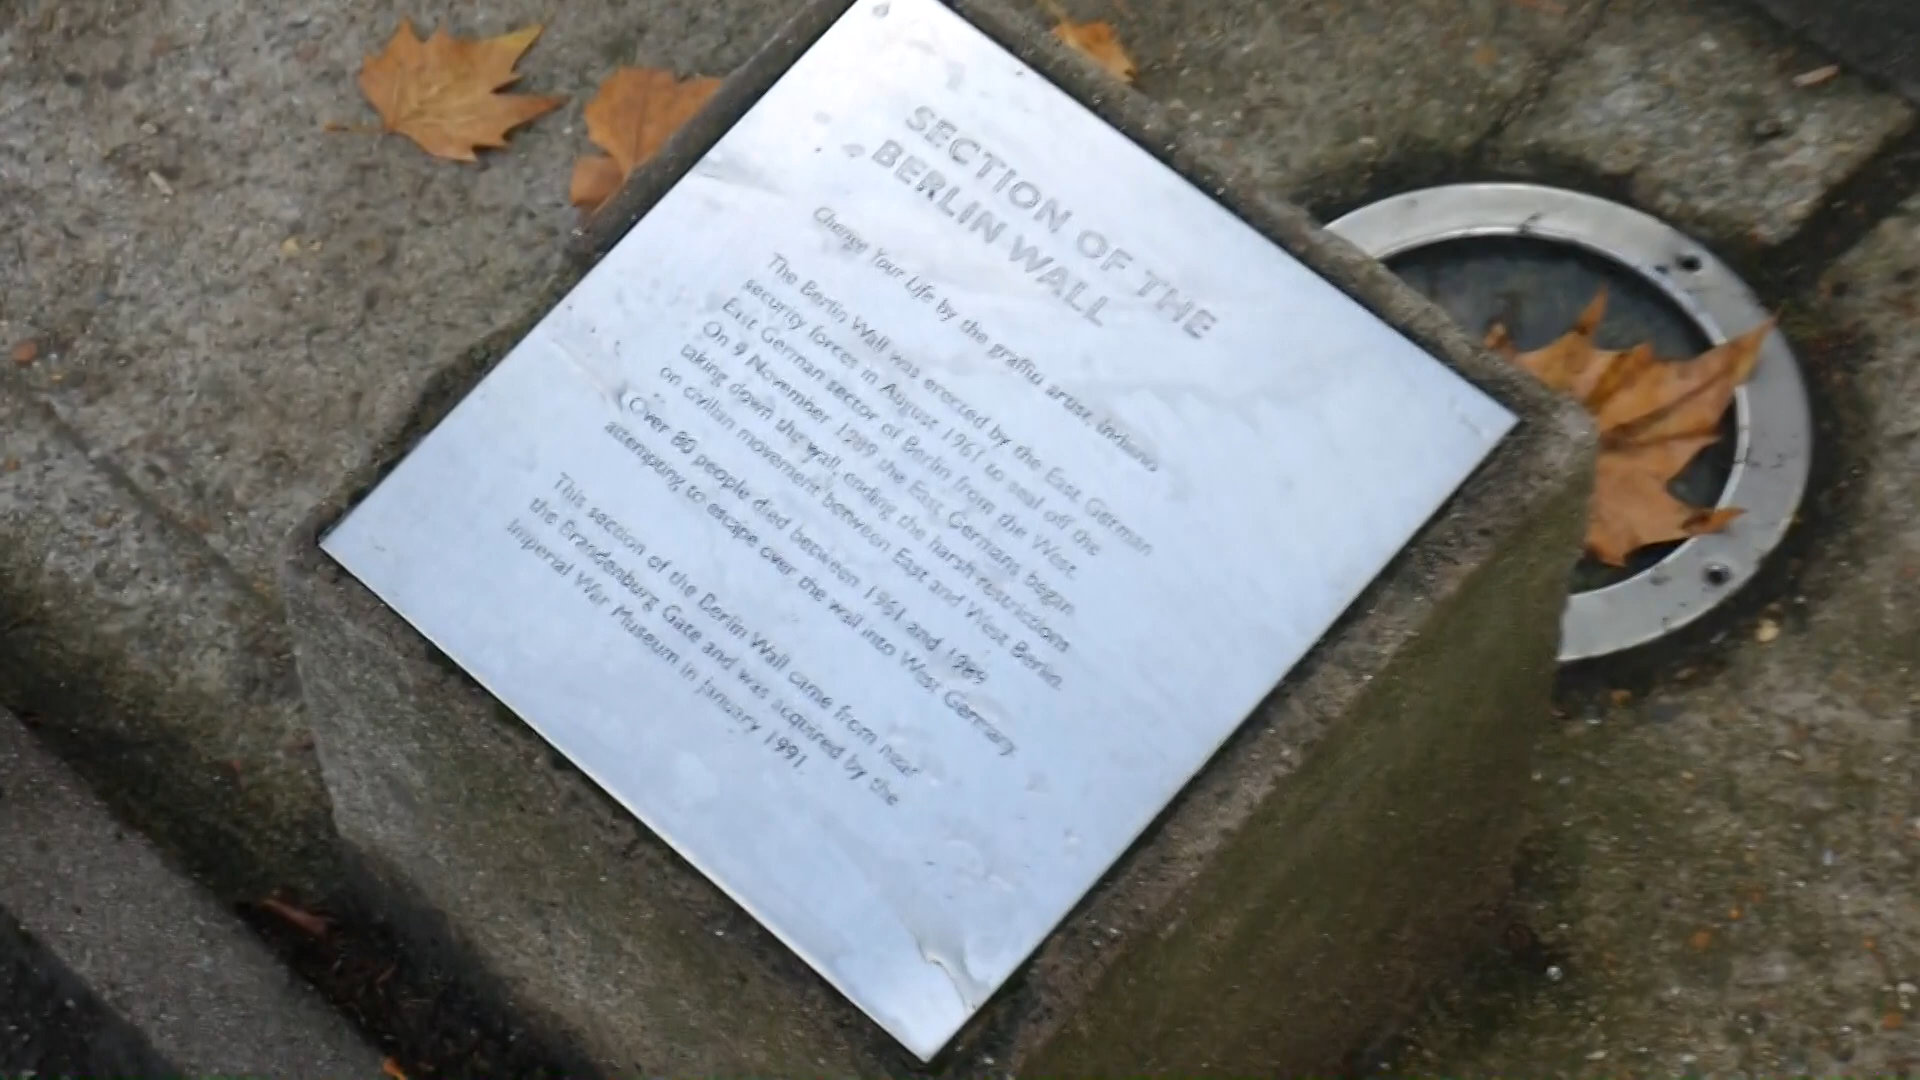 SECTION OF THE
BERLIN WALL
Change Your Life by the graffiti artist, Indiano
The Berlin Wall was erected by the East German
security forces in August 1961 to seal off the
East German sector of Berlin from the West.
On 9 November 1989 the East Germans began
taking down the wall, ending the harsh restrictions
on civilian movement between East and West Berlin.
Over 80 people died between 1961 and 1989
attempting to escape over the wall into West Germany.
This section of the Berlin Wall came from near
the Brandenburg Gate and was acquired by the
Imperial War Museum in January 1991.